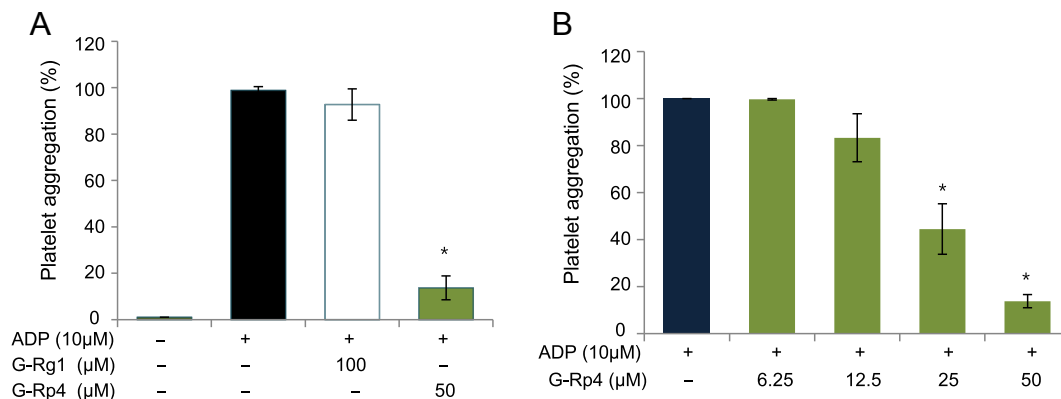 A
Platelet aggregation (%)
120
100
80
60
40
20
0
*
ADP (10μM) – + + +
G-Rg1 (μM) – – 100 –
G-Rp4 (μM) – – – 50
B
Platelet aggregation (%)
120
100
80
60
40
20
0
*
*
ADP (10μM) + + + + +
G-Rp4 (μM) – 6.25 12.5 25 50